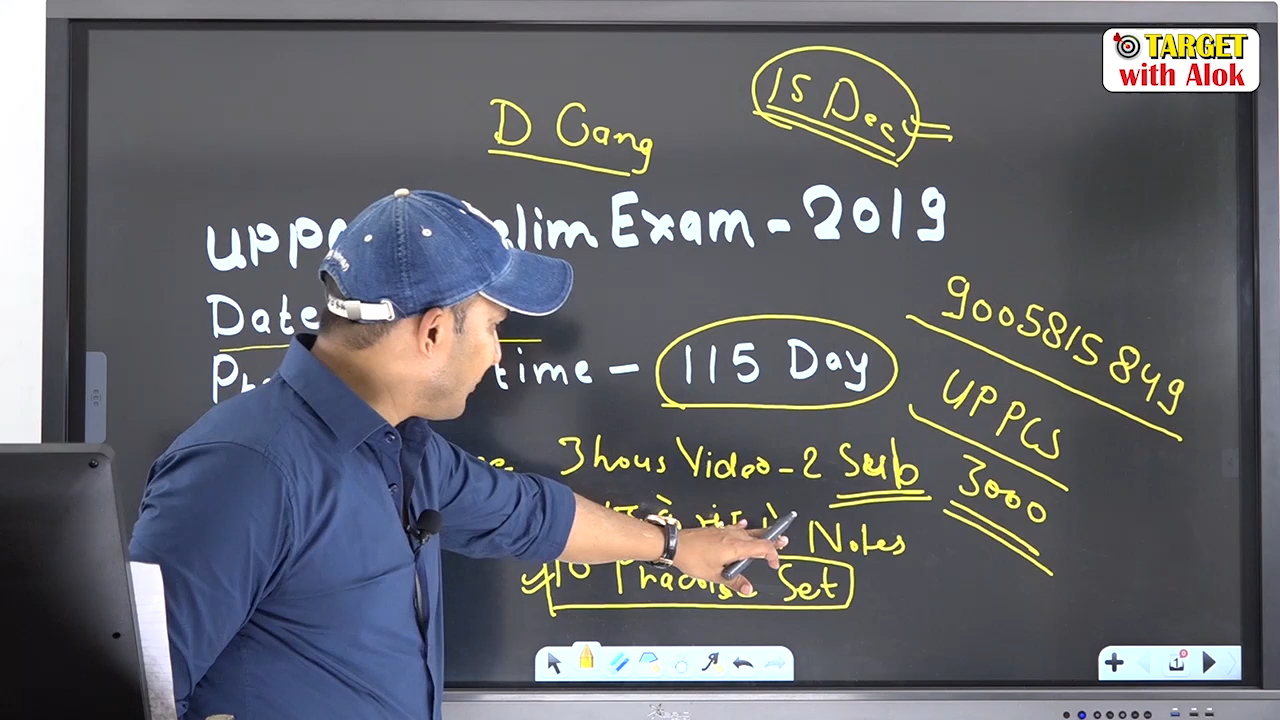 TARGET
with Alok
15 Dec
D Gang
UPP lim Exam - 2019
Date
9005815849
time - 115 Day
UPPCS
3 hous Video - 2 Sub
3000
Notes
10 Set